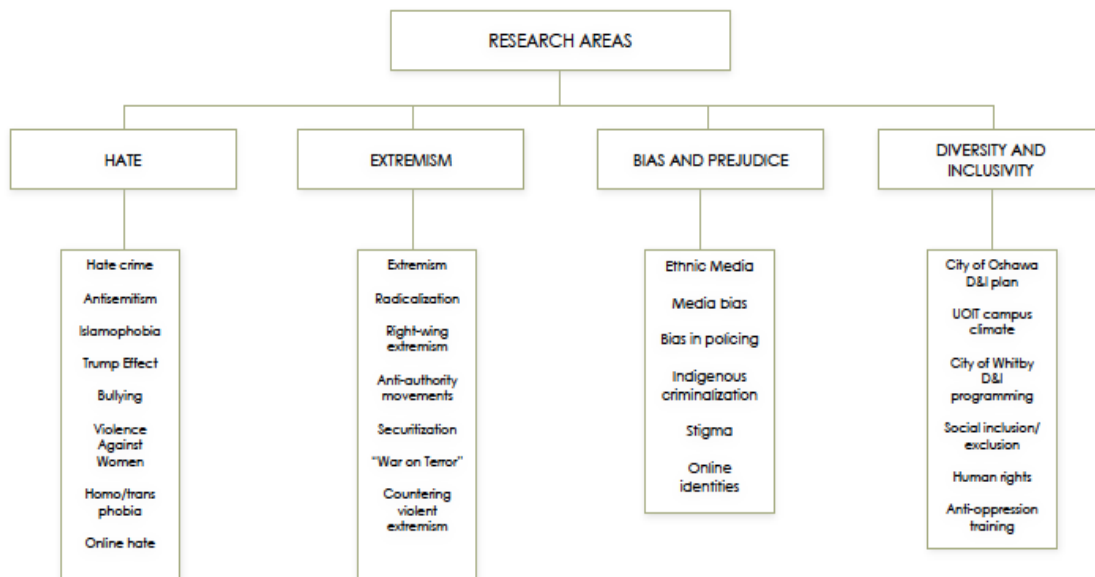 RESEARCH AREAS
HATE
EXTREMISM
BIAS AND PREJUDICE
DIVERSITY AND
INCLUSIVITY
Hate crime
Antisemitism
Islamophobia
Trump Effect
Bullying
Violence
Against
Women
Homo/trans
phobia
Online hate
Extremism
Radicalization
Right-wing
extremism
Anti-authority
movements
Securitization
"War on Terror"
Countering
violent
extremism
Ethnic Media
Media bias
Bias in policing
Indigenous
criminalization
Stigma
Online
identities
City of Oshawa
D&I plan
UOIT campus
climate
City of Whitby
D&I
programming
Social inclusion/
exclusion
Human rights
Anti-oppression
training